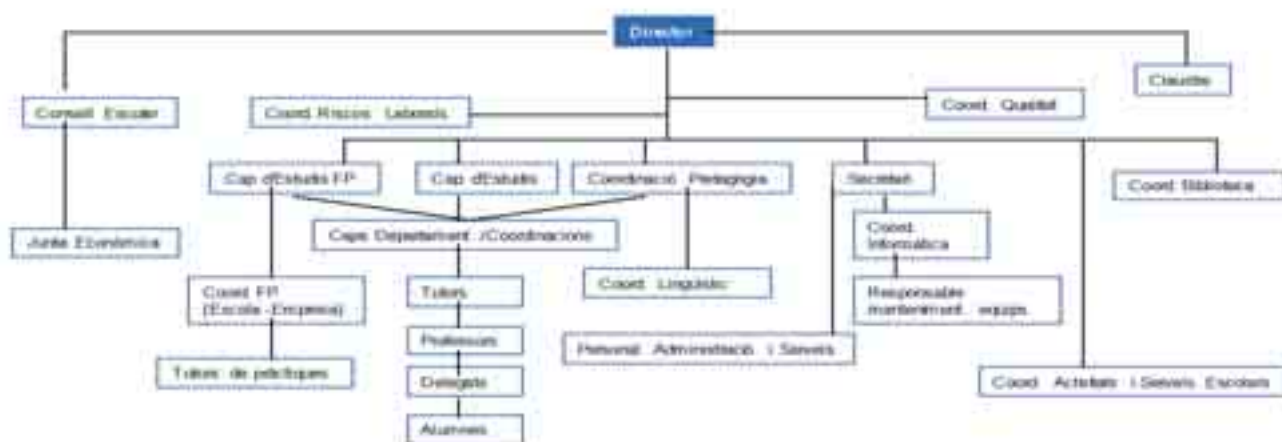 Director
Claustre
Consell Escolar
Coord. Riscos Laborals
Coord. Qualitat
Cap d'Estudis FP
Cap d'Estudis
Coordinació Pedagògica
Secretari
Coord. Biblioteca
Junta Econòmica
Caps Departament /Coordinacions
Coord.
Informàtica
Coord FP
(Escola -Empresa)
Tutors
Coord. Lingüístic
Responsable
manteniment equips
Professors
Personal Administració i Serveis
Tutors de pràctiques
Delegats
Coord. Activitats i Serveis Escolars
Alumnes